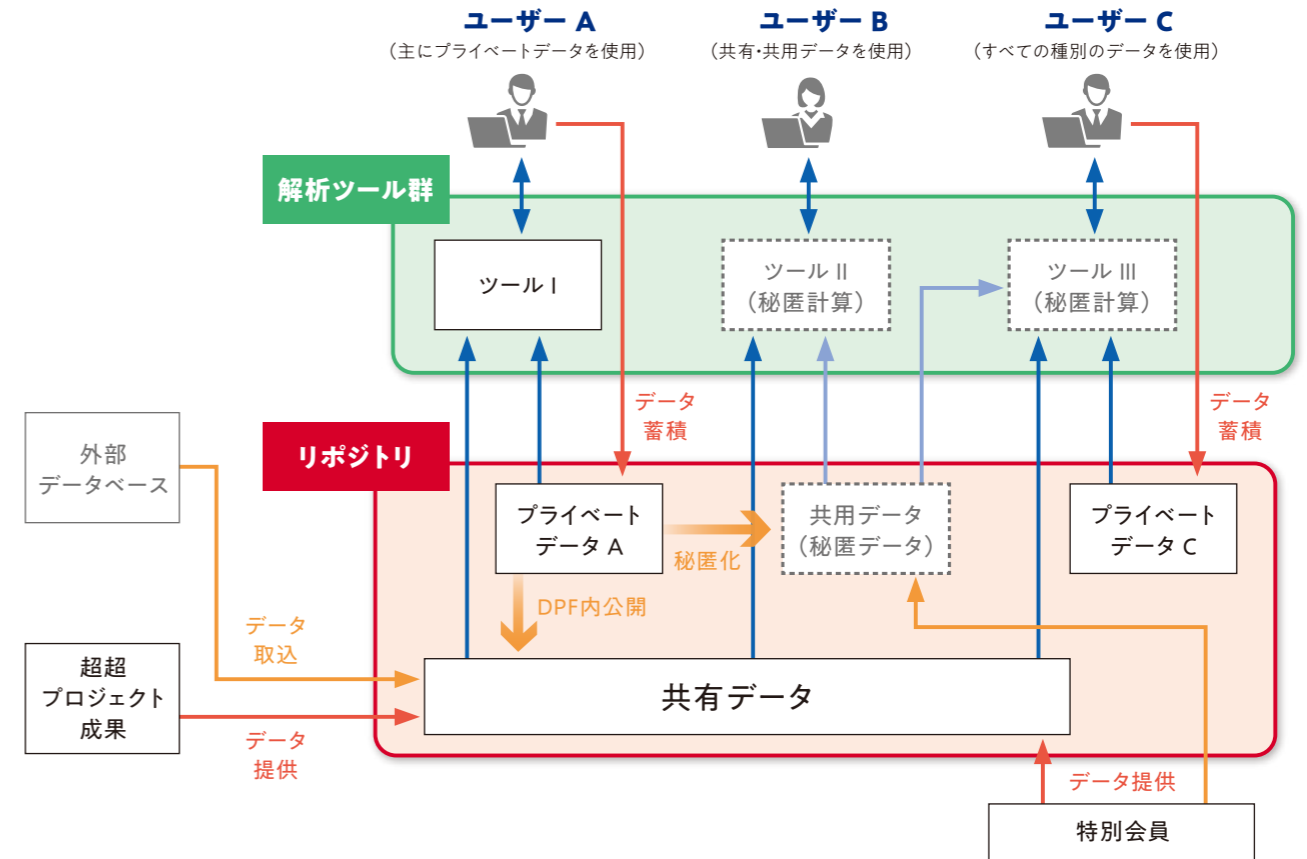 ユーザー A
(主にプライベートデータを使用)
ユーザー B
(共有・共用データを使用)
ユーザー C
(すべての種別のデータを使用)
解析ツール群
ツール I
ツール II
(秘匿計算)
ツール III
(秘匿計算)
データ
蓄積
データ
蓄積
外部
データベース
リポジトリ
プライベート
データ A
秘匿化
共用データ
(秘匿データ)
プライベート
データ C
DPF内公開
データ
取込
超超
プロジェクト
成果
共有データ
データ
提供
データ提供
特別会員